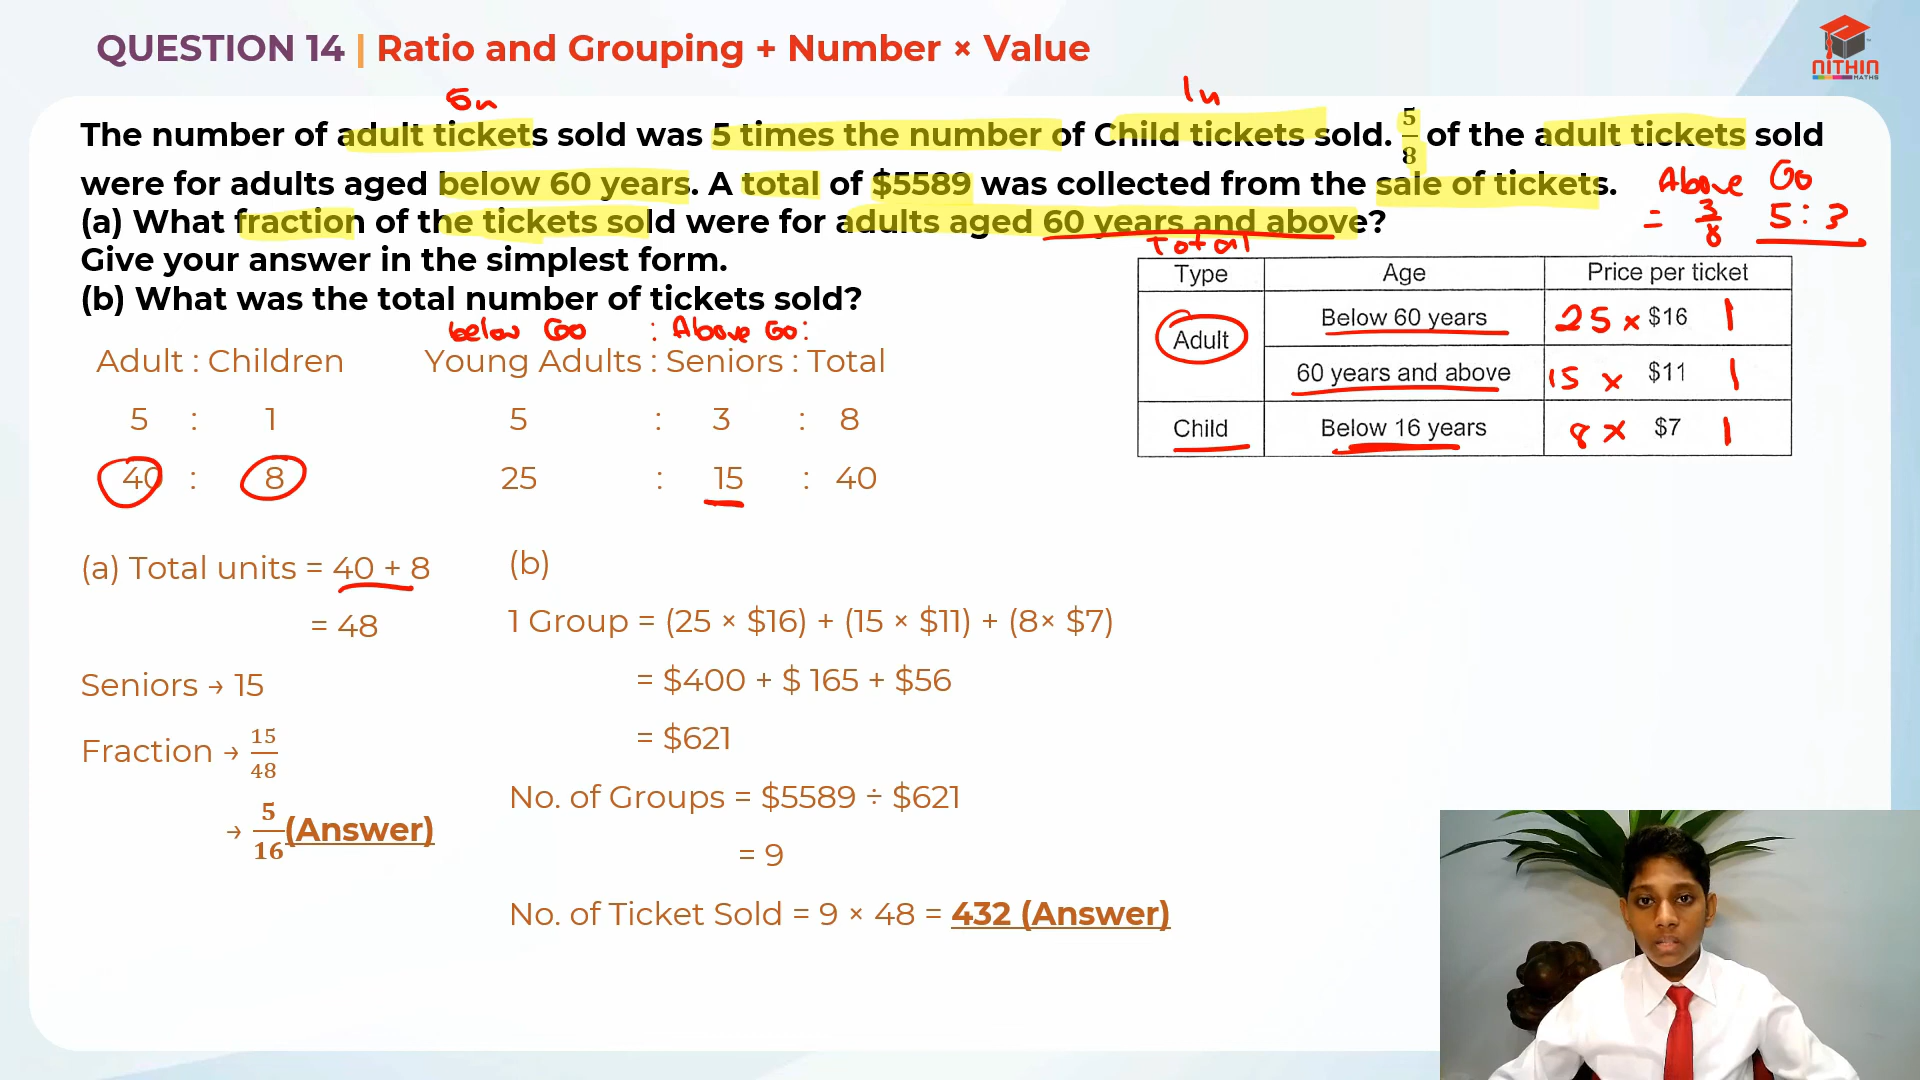 QUESTION 14 | Ratio and Grouping + Number × Value
NITHIN
MATHS
5u
1u
The number of adult tickets sold was 5 times the number of Child tickets sold. 5/8 of the adult tickets sold
were for adults aged below 60 years. A total of $5589 was collected from the sale of tickets.
Above 60
(a) What fraction of the tickets sold were for adults aged 60 years and above?
= 3/8 5:3
Total
Give your answer in the simplest form.
(b) What was the total number of tickets sold?
Type Age Price per ticket
Adult Below 60 years 25 × $16 1
60 years and above 15 × $11 1
Child Below 16 years 8 × $7 1
below 60 : Above 60 :
Adult : Children Young Adults : Seniors : Total
5 : 1 5 : 3 : 8
40 : 8 25 : 15 : 40
(a) Total units = 40 + 8
= 48
Seniors → 15
Fraction → 15/48
→ 5/16 (Answer)
(b)
1 Group = (25 × $16) + (15 × $11) + (8× $7)
= $400 + $ 165 + $56
= $621
No. of Groups = $5589 ÷ $621
= 9
No. of Ticket Sold = 9 × 48 = 432 (Answer)